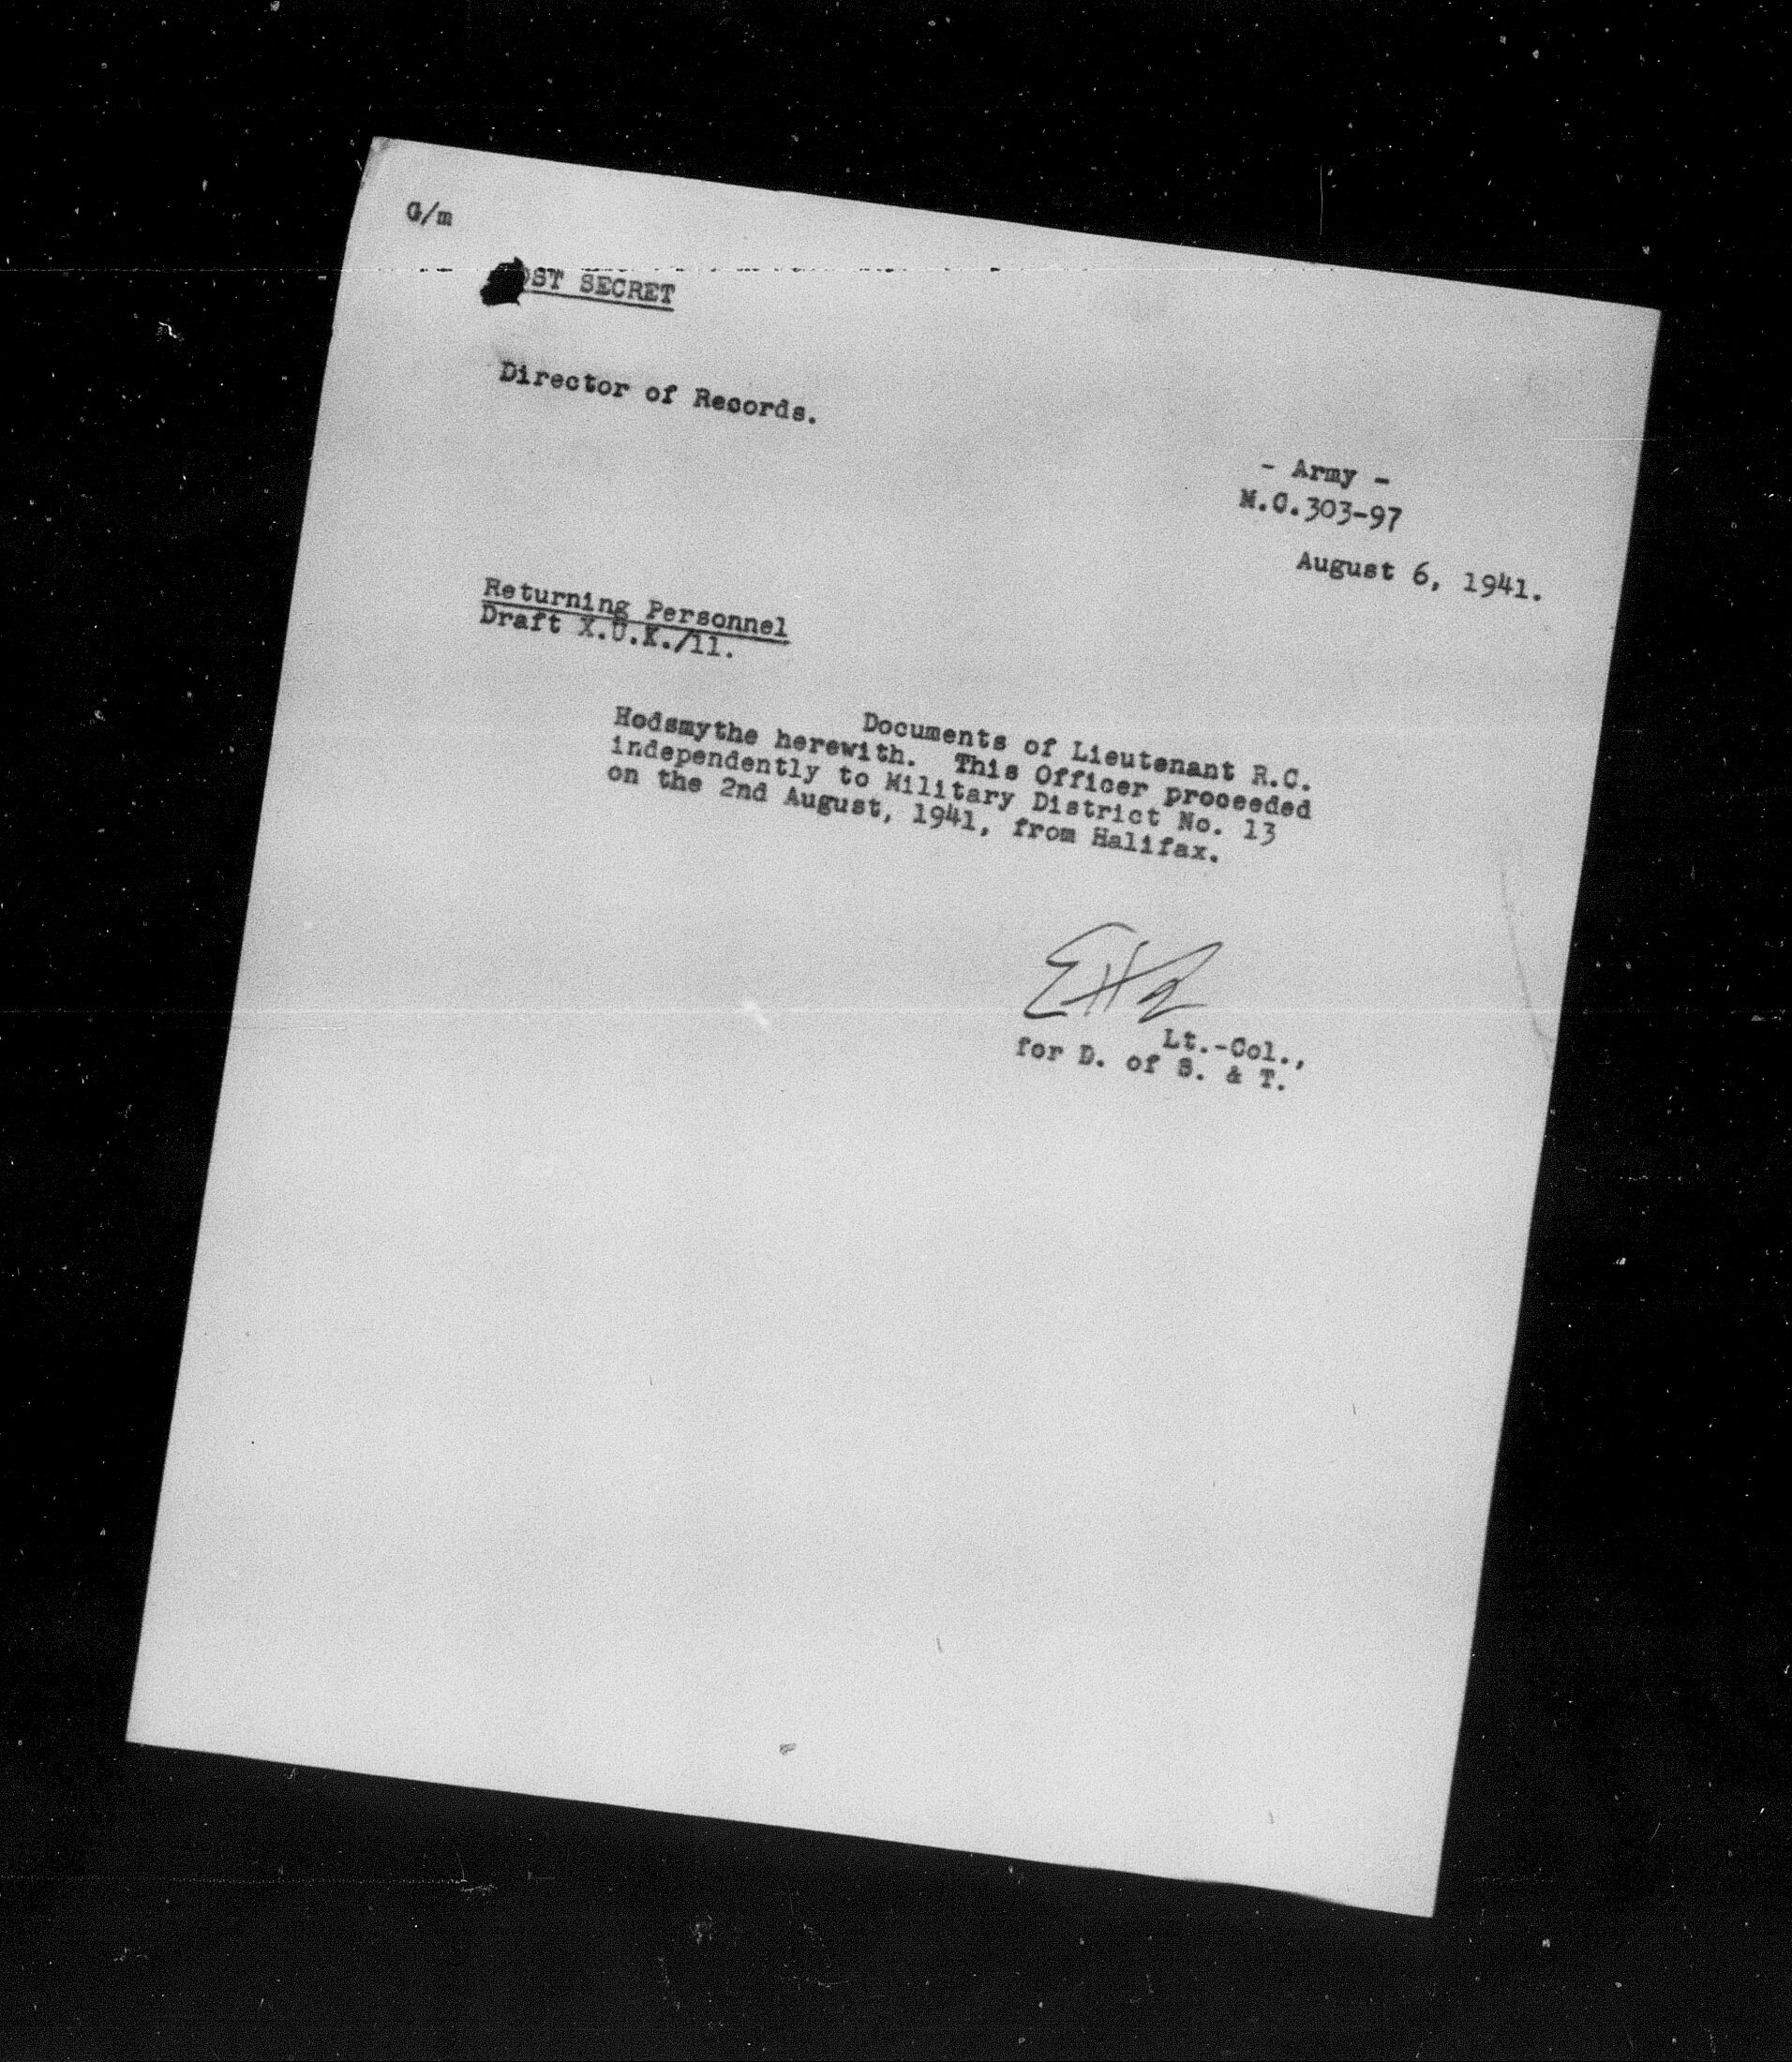 G/m
OST SECRET
Director of Records.
- Army -
M.C.303-97
August 6, 1941.
Returning Personnel
Draft X.U.K./11.
Documents of Lieutenant R.C.
Hodsmythe herewith. This Officer proceeded
independently to Military District No. 13
on the 2nd August, 1941, from Halifax.
Lt.-Col.,
for D. of S. & T.